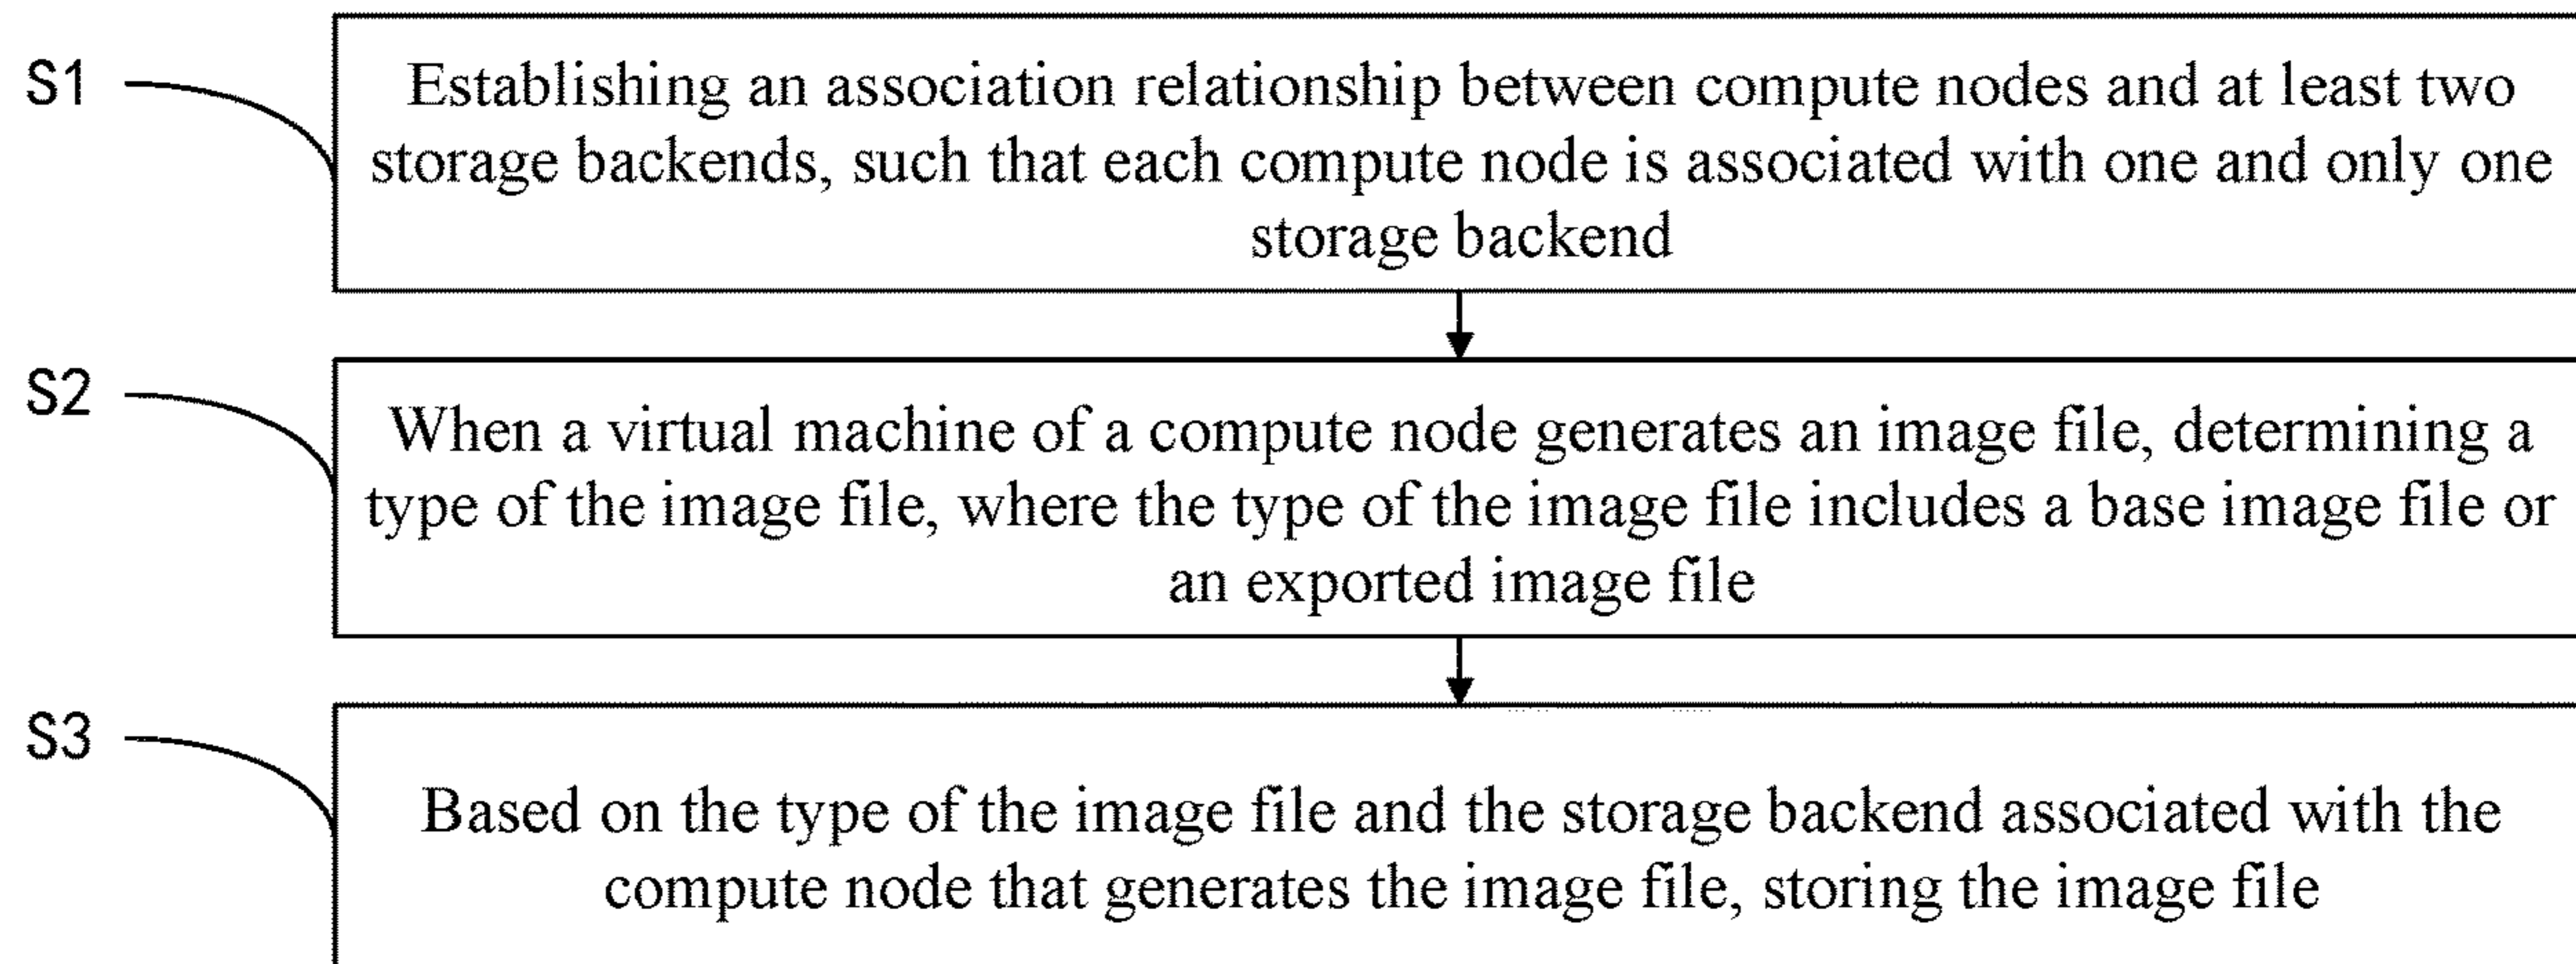 S1
Establishing an association relationship between compute nodes and at least two
storage backends, such that each compute node is associated with one and only one
storage backend
S2
When a virtual machine of a compute node generates an image file, determining a
type of the image file, where the type of the image file includes a base image file or
an exported image file
S3
Based on the type of the image file and the storage backend associated with the
compute node that generates the image file, storing the image file